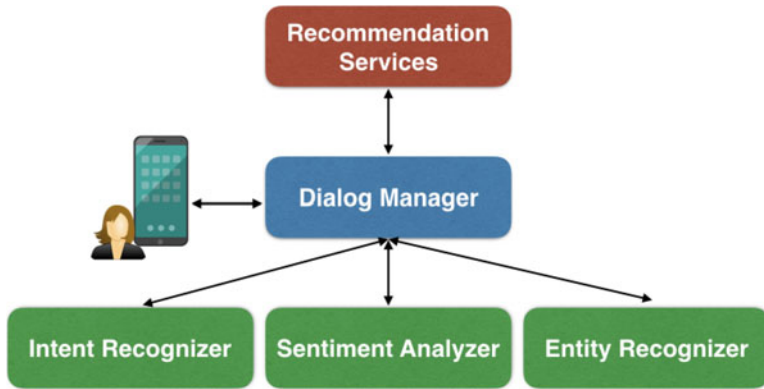 Recommendation
Services
Dialog Manager
Intent Recognizer
Sentiment Analyzer
Entity Recognizer